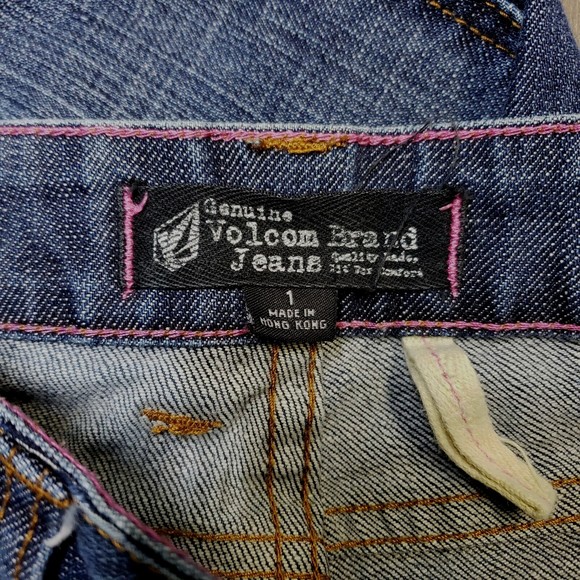 Genuine
Volcom Brand
Jeans
Quality Made.
Fit For Comfort
1
MADE IN
HONG KONG